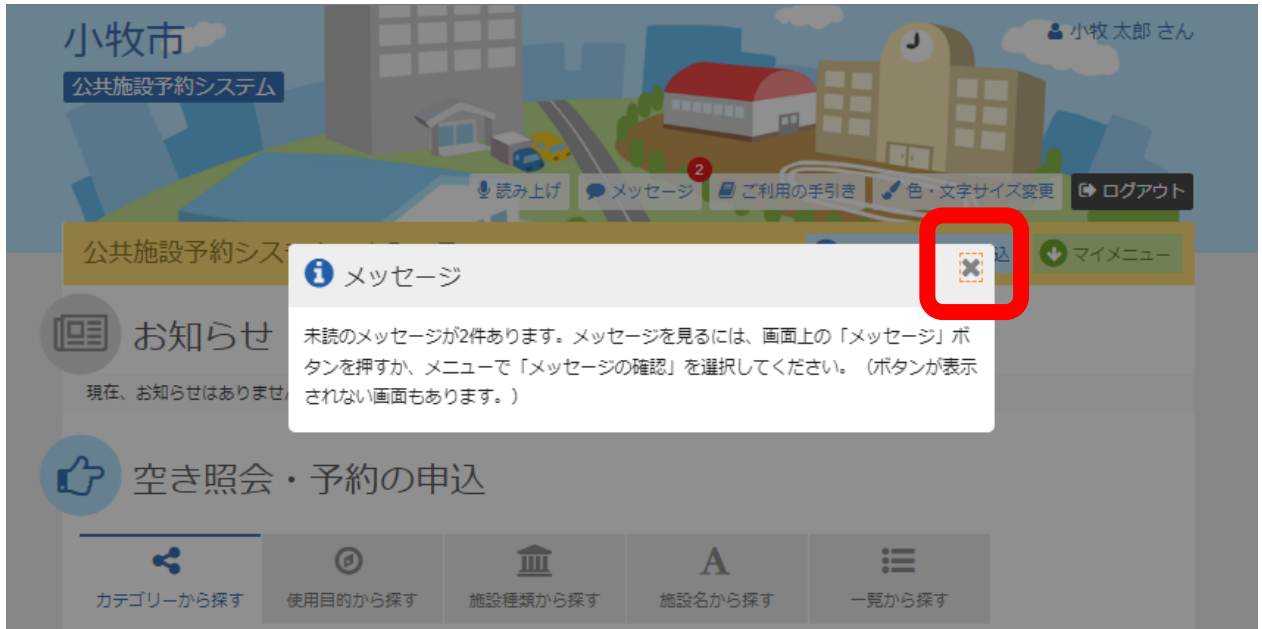 小牧市
小牧 太郎 さん
公共施設予約システム
2
読み上げ
メッセージ
ご利用の手引き
色・文字サイズ変更
ログアウト
公共施設予約シス
込
マイメニュー
メッセージ
お知らせ
未読のメッセージが2件あります。メッセージを見るには、画面上の「メッセージ」ボ
タンを押すか、メニューで「メッセージの確認」を選択してください。（ボタンが表示
されない画面もあります。）
現在、お知らせはありませ
空き照会・予約の申込
カテゴリーから探す
使用目的から探す
施設種類から探す
施設名から探す
一覧から探す